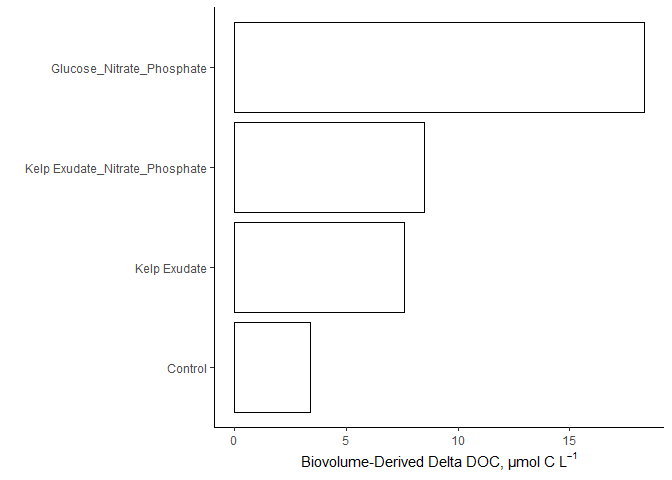 Glucose_Nitrate_Phosphate
Kelp Exudate_Nitrate_Phosphate
Kelp Exudate
Control
0 5 10 15
Biovolume-Derived Delta DOC, μmol C L⁻¹